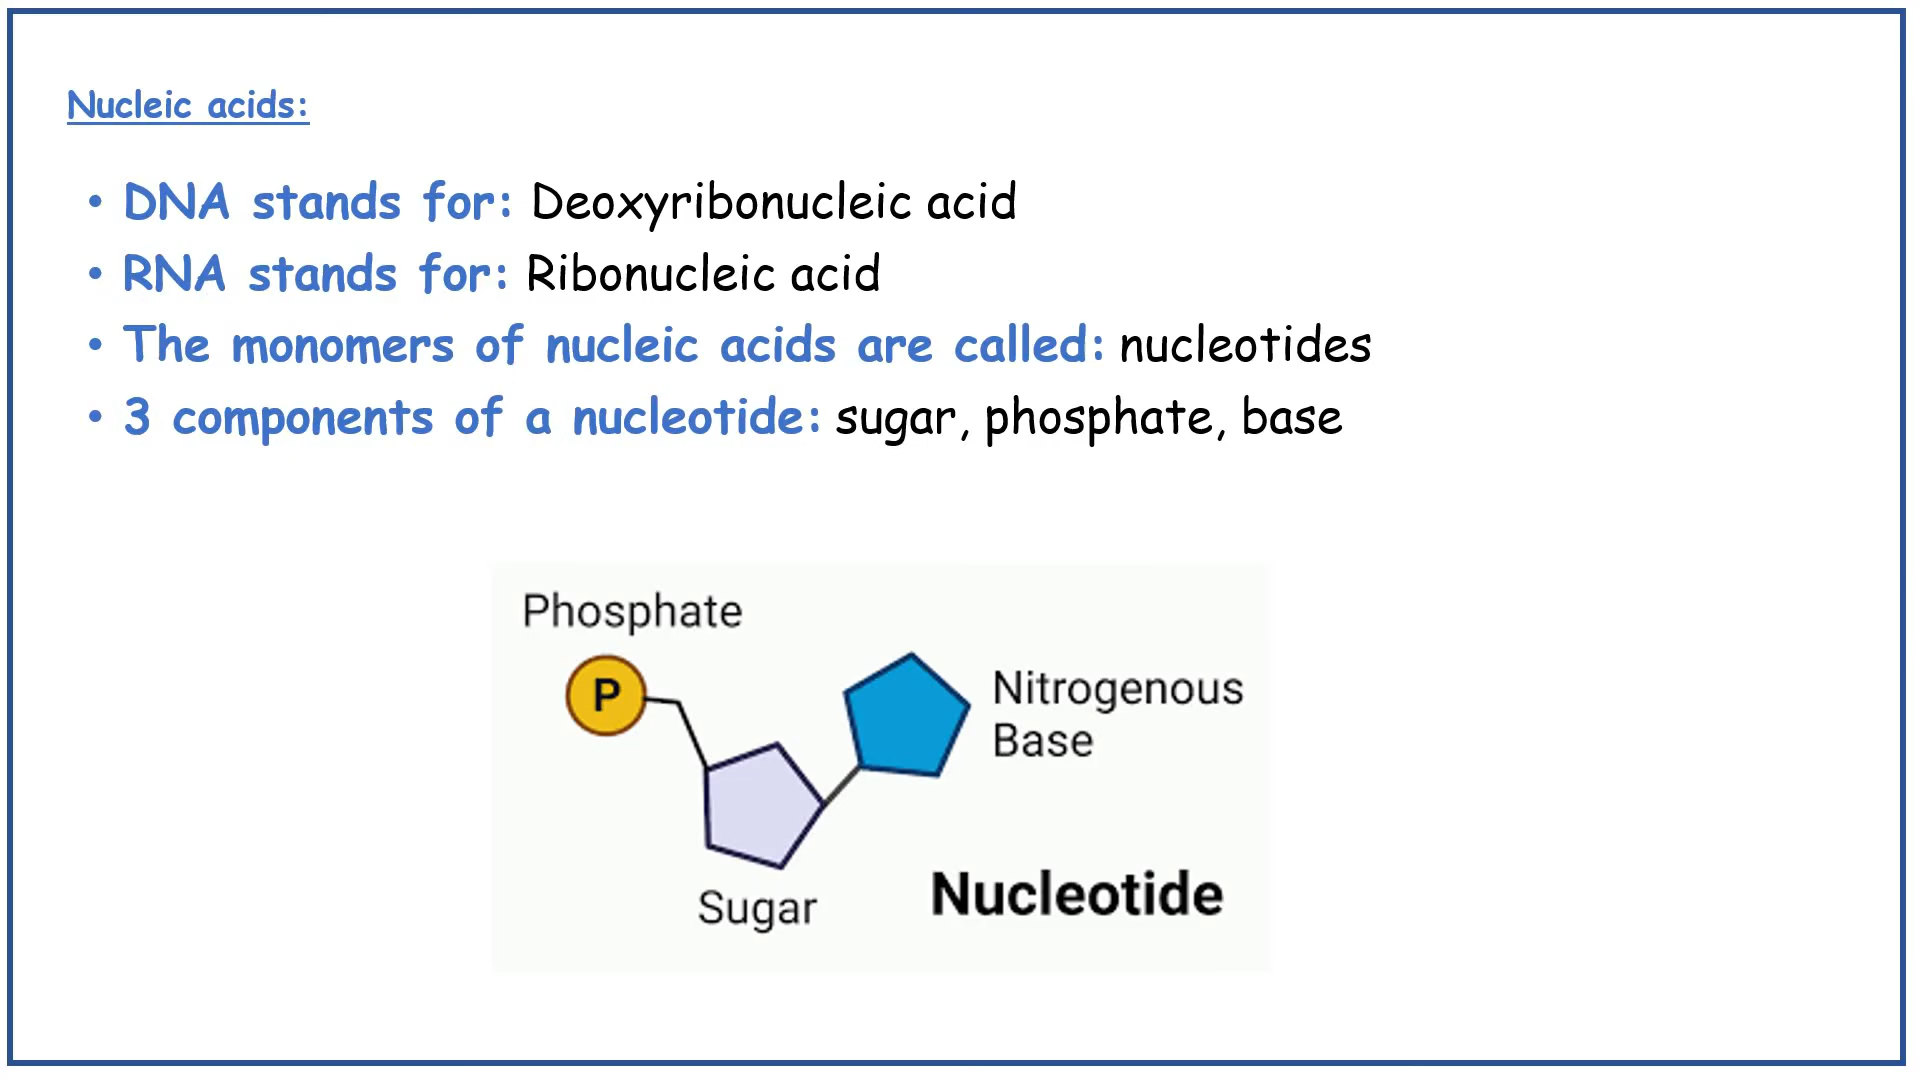 Nucleic acids:
• DNA stands for: Deoxyribonucleic acid
• RNA stands for: Ribonucleic acid
• The monomers of nucleic acids are called: nucleotides
• 3 components of a nucleotide: sugar, phosphate, base
Phosphate
P
Nitrogenous
Base
Sugar
Nucleotide